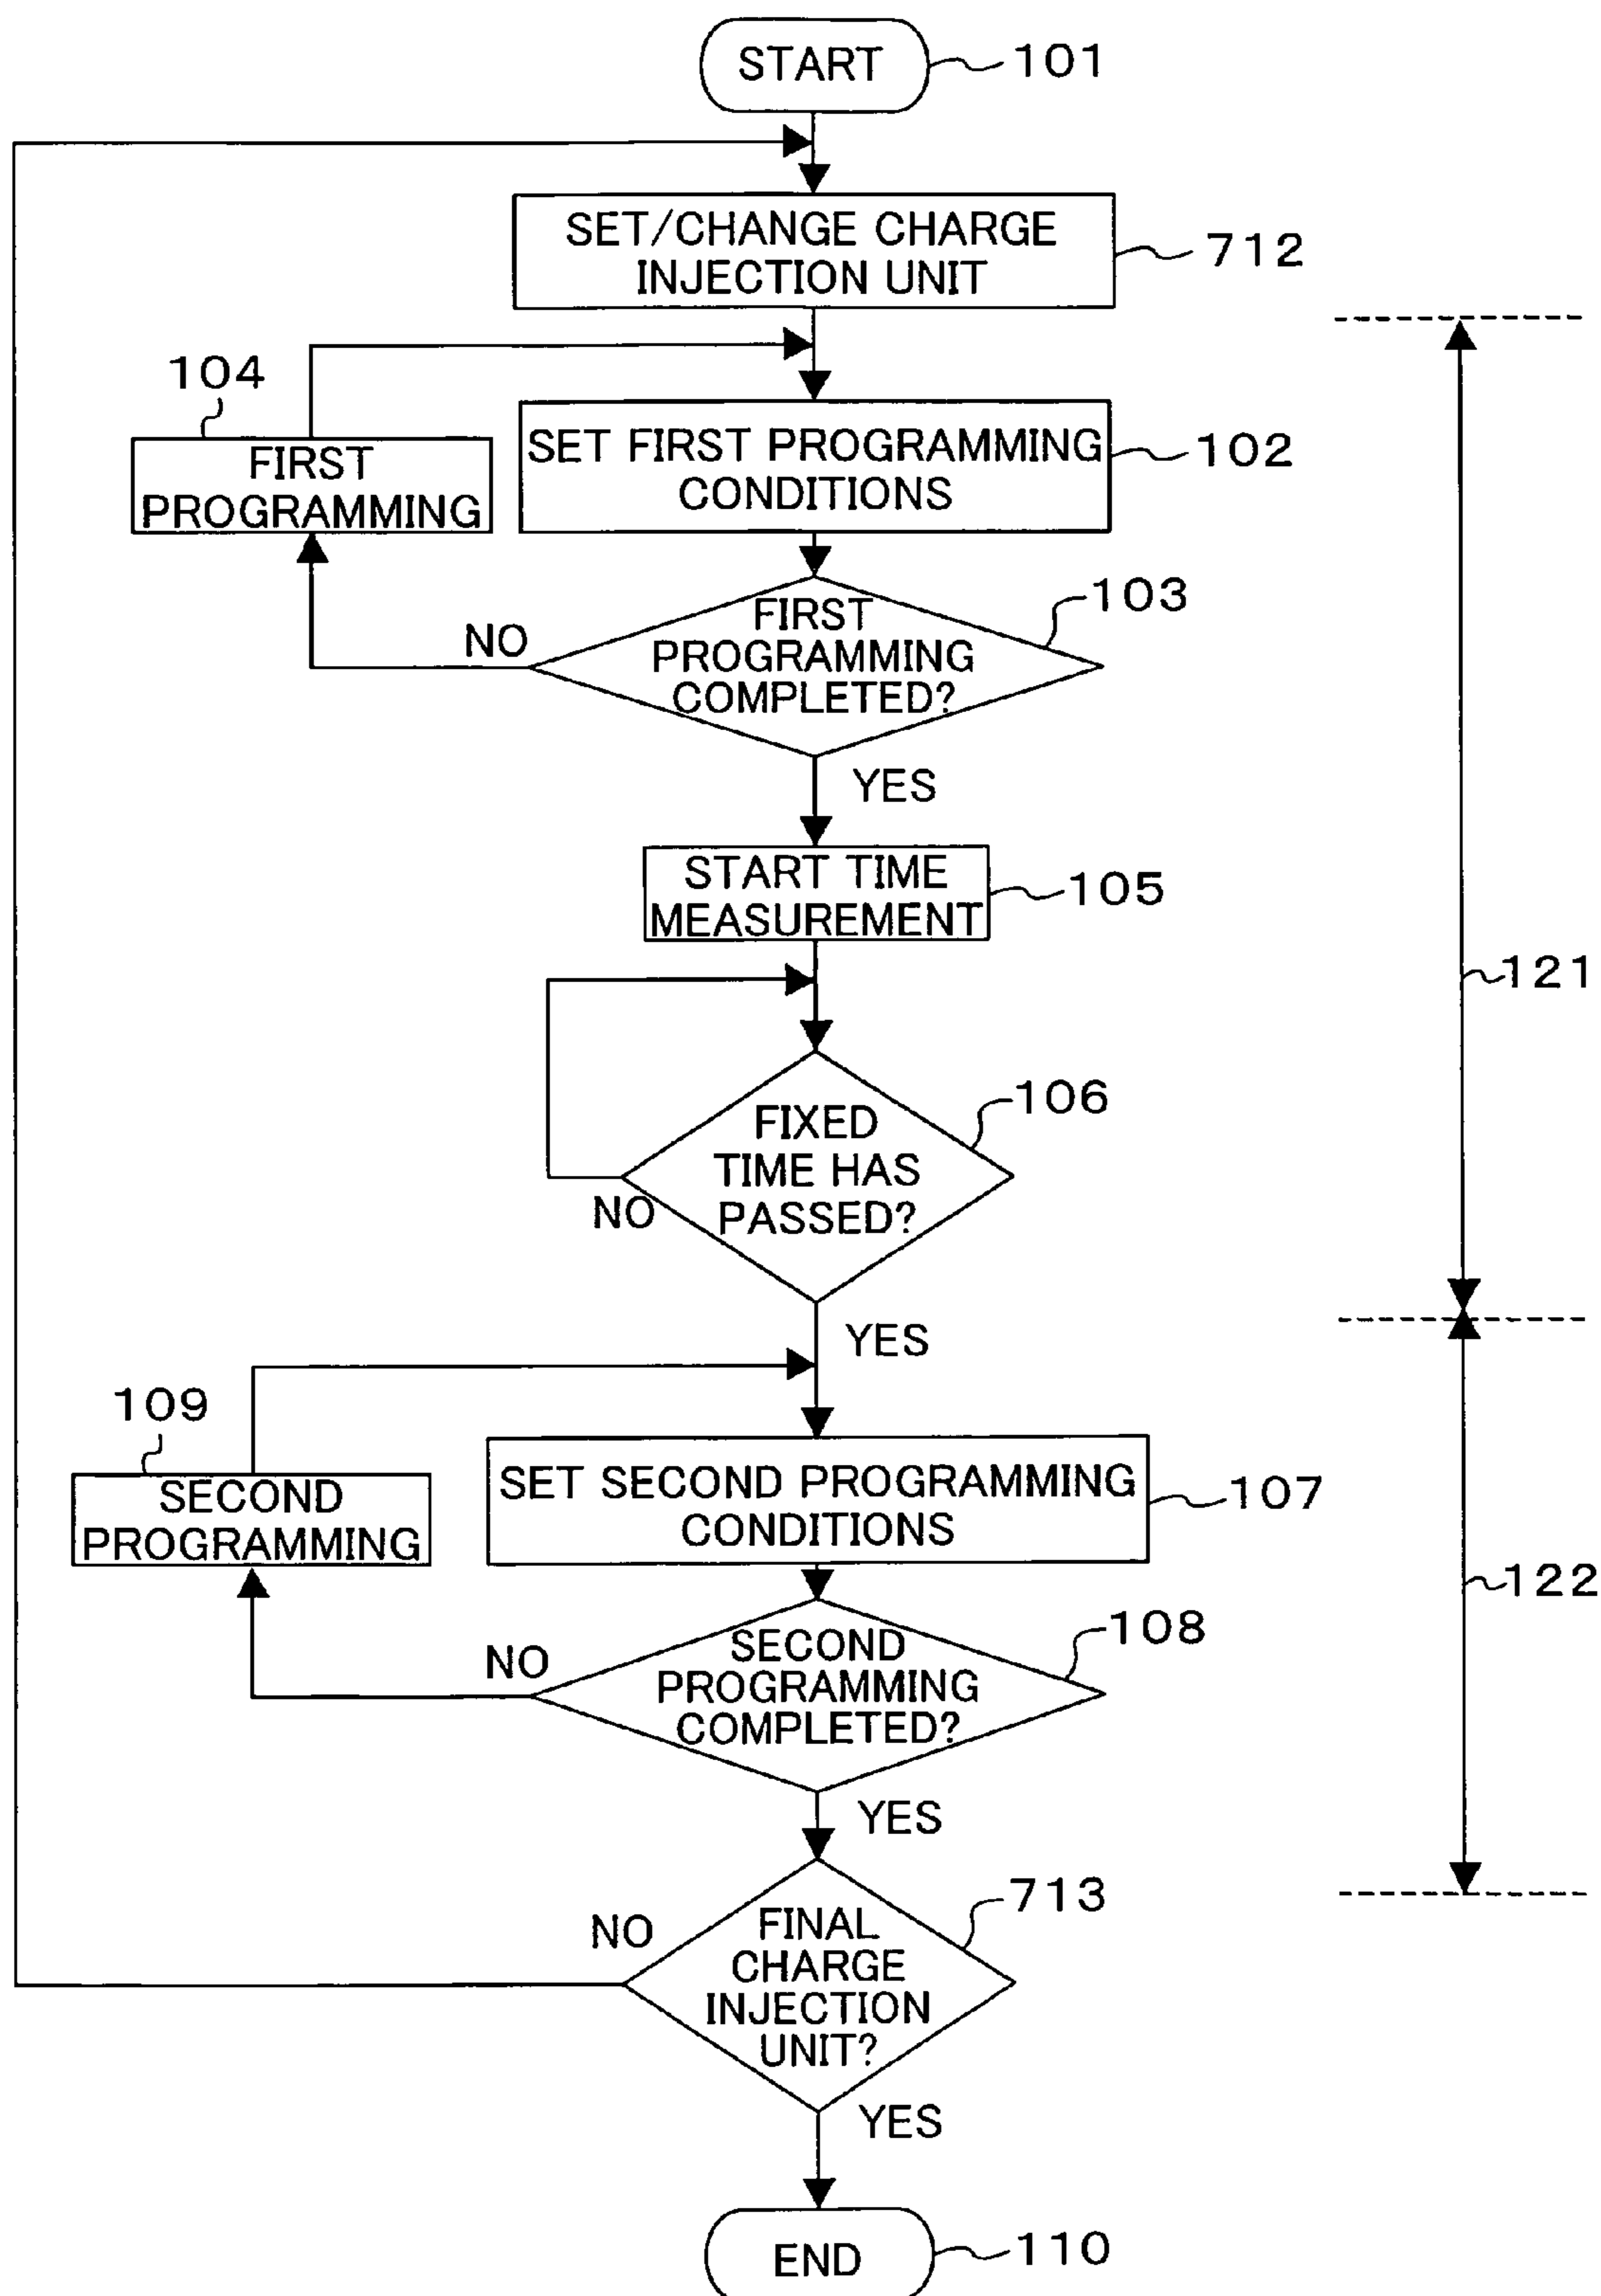 START
101
SET/CHANGE CHARGE
INJECTION UNIT
712
104
FIRST
PROGRAMMING
SET FIRST PROGRAMMING
CONDITIONS
102
103
FIRST
PROGRAMMING
COMPLETED?
NO
YES
START TIME
MEASUREMENT
105
121
106
FIXED
TIME HAS
PASSED?
NO
YES
109
SECOND
PROGRAMMING
SET SECOND PROGRAMMING
CONDITIONS
107
122
108
SECOND
PROGRAMMING
COMPLETED?
NO
YES
713
FINAL
CHARGE
INJECTION
UNIT?
NO
YES
END
110